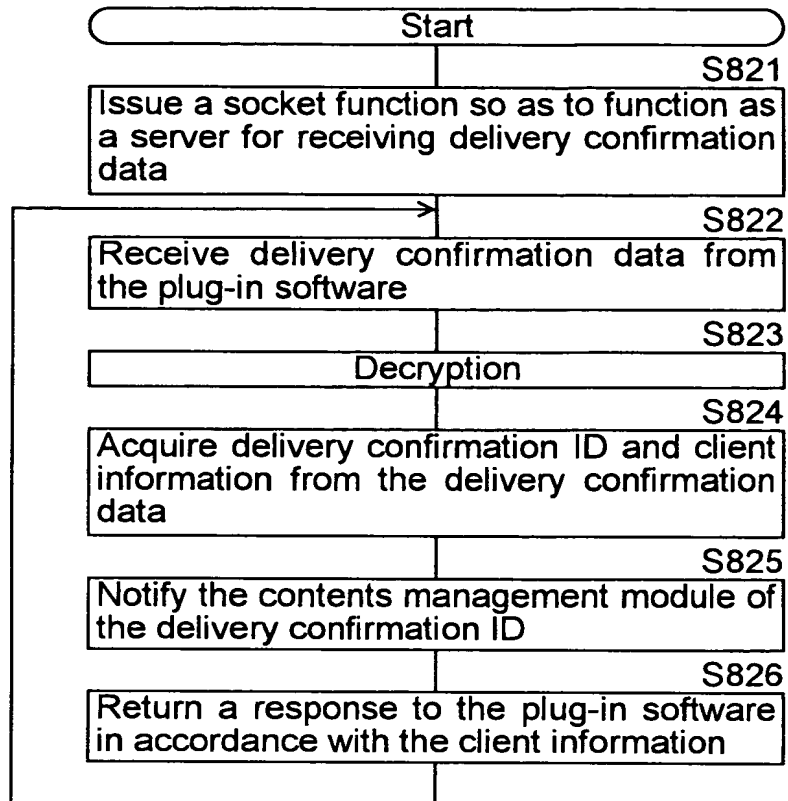 Start
S821
Issue a socket function so as to function as
a server for receiving delivery confirmation
data
S822
Receive delivery confirmation data from
the plug-in software
S823
Decryption
S824
Acquire delivery confirmation ID and client
information from the delivery confirmation
data
S825
Notify the contents management module of
the delivery confirmation ID
S826
Return a response to the plug-in software
in accordance with the client information